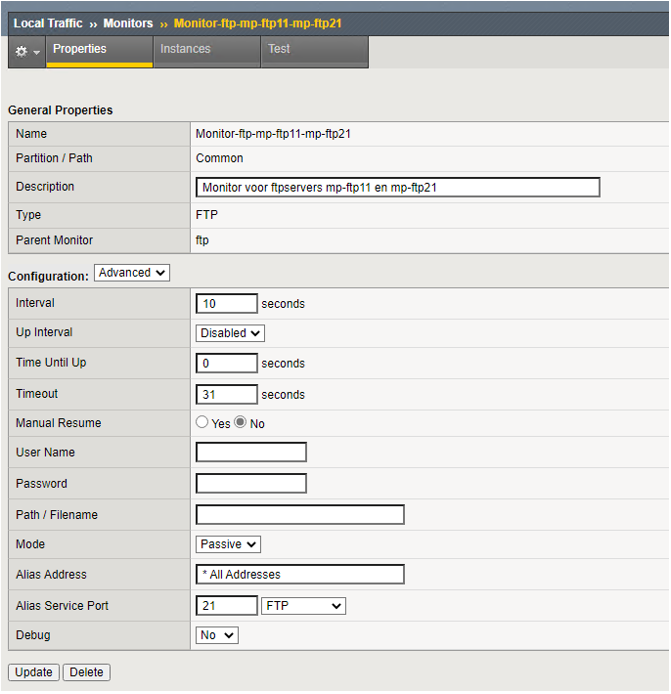 Local Traffic ›› Monitors ›› Monitor-ftp-mp-ftp11-mp-ftp21
Properties Instances Test
General Properties
Name Monitor-ftp-mp-ftp11-mp-ftp21
Partition / Path Common
Description Monitor voor ftpservers mp-ftp11 en mp-ftp21
Type FTP
Parent Monitor ftp
Configuration: Advanced
Interval 10 seconds
Up Interval Disabled
Time Until Up 0 seconds
Timeout 31 seconds
Manual Resume Yes No
User Name
Password
Path / Filename
Mode Passive
Alias Address * All Addresses
Alias Service Port 21 FTP
Debug No
Update Delete